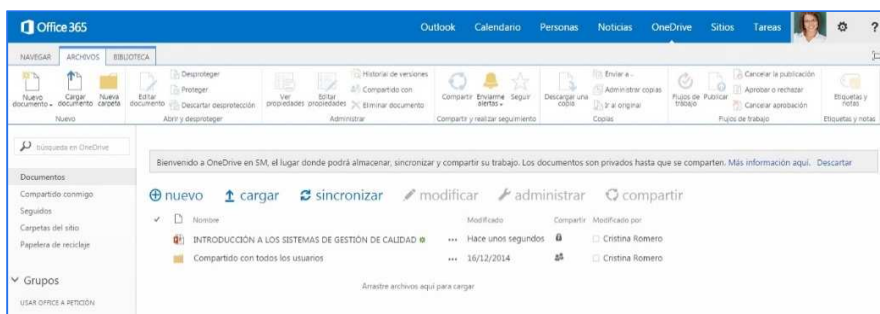 Office 365
Outlook Calendario Personas Noticias OneDrive Sitios Tareas ?
NAVEGAR ARCHIVOS BIBLIOTECA
Nuevo documento
Cargar documento
Nueva carpeta
Nuevo
Editar documento
Desproteger
Proteger
Descartar desprotección
Abrir y desproteger
Ver propiedades
Editar propiedades
Historial de versiones
Compartido con
Eliminar documento
Administrar
Compartir
Enviarme alertas
Seguir
Compartir y realizar seguimiento
Descargar una copia
Enviar a
Administrar copias
Ir al original
Copias
Flujos de trabajo
Publicar
Cancelar la publicación
Aprobar o rechazar
Cancelar aprobación
Flujos de trabajo
Etiquetas y notas
Etiquetas y notas
búsqueda en OneDrive
Documentos
Compartido conmigo
Seguidos
Carpetas del sitio
Papelera de reciclaje
Grupos
USAR OFFICE A PETICIÓN
Bienvenido a OneDrive en SM, el lugar donde podrá almacenar, sincronizar y compartir su trabajo. Los documentos son privados hasta que se comparten. Más información aquí. Descartar
nuevo cargar sincronizar modificar administrar compartir
Nombre Modificado Compartir Modificado por
INTRODUCCIÓN A LOS SISTEMAS DE GESTIÓN DE CALIDAD ... Hace unos segundos Cristina Romero
Compartido con todos los usuarios ... 16/12/2014 Cristina Romero
Arrastre archivos aquí para cargar